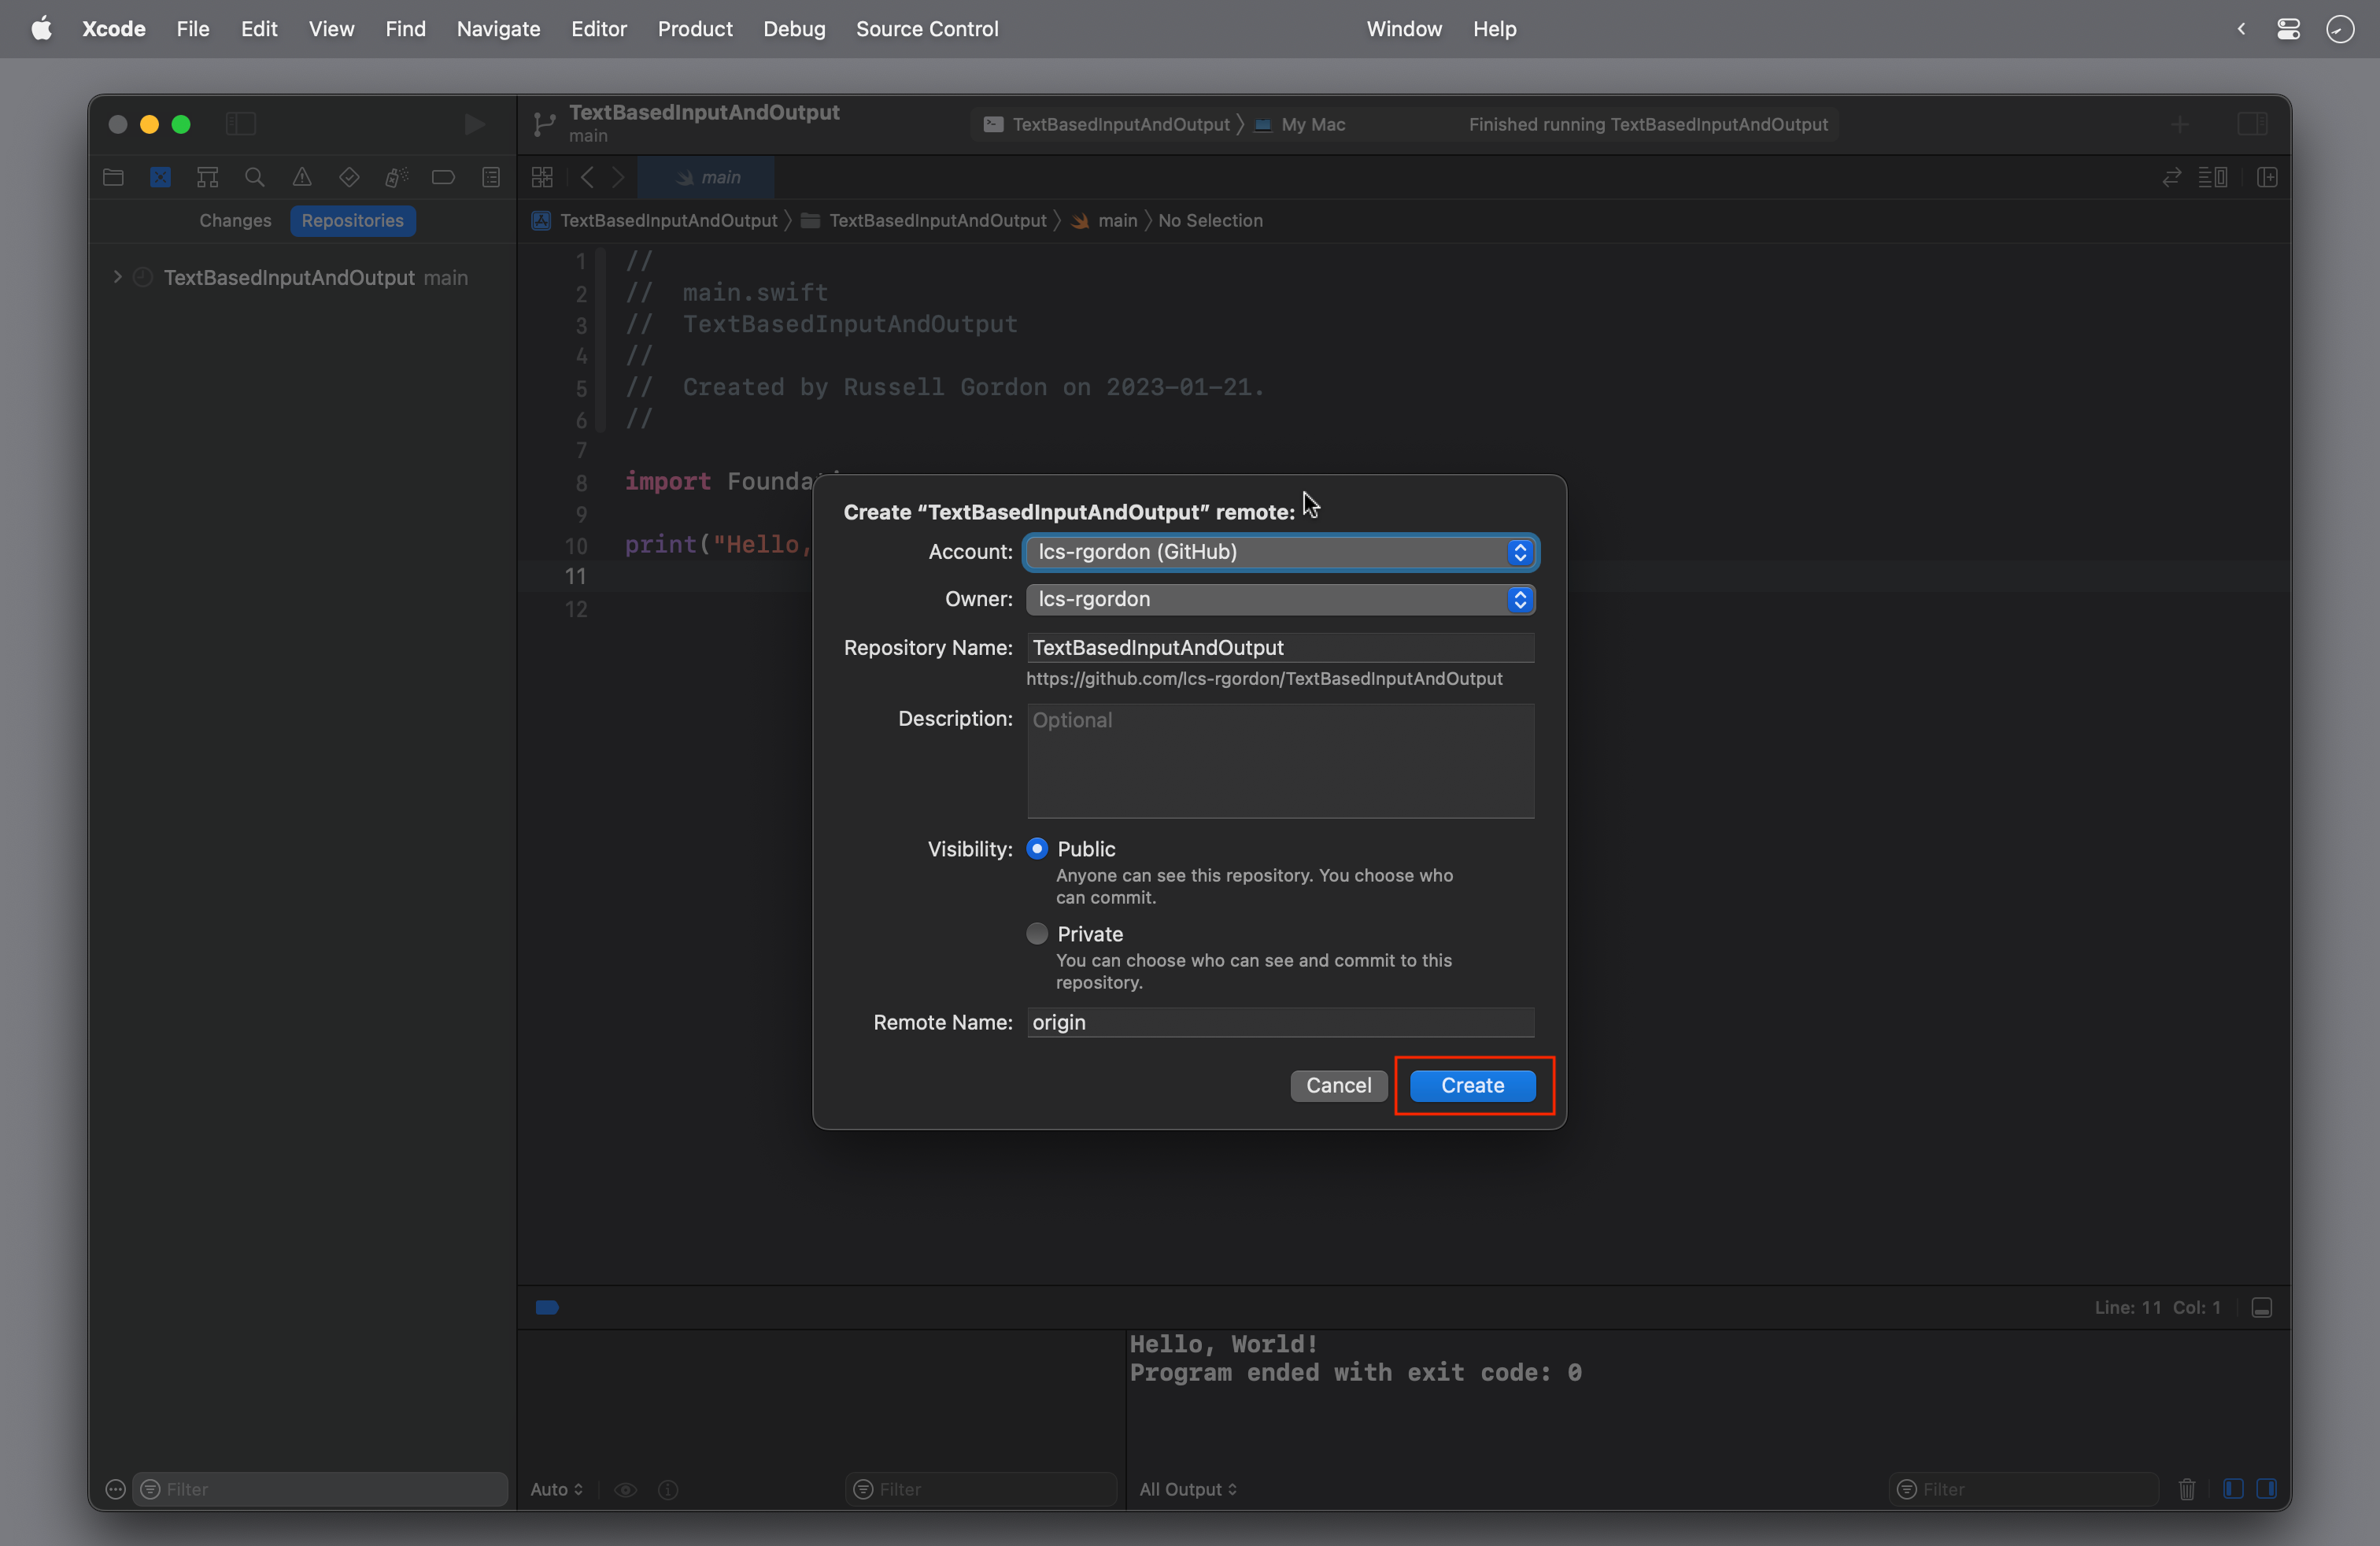 Xcode File Edit View Find Navigate Editor Product Debug Source Control Window Help
TextBasedInputAndOutput
main
TextBasedInputAndOutput 〉 My Mac
Finished running TextBasedInputAndOutput
main
Changes Repositories
TextBasedInputAndOutput 〉 TextBasedInputAndOutput 〉 main 〉 No Selection
TextBasedInputAndOutput main
1 //
2 // main.swift
3 // TextBasedInputAndOutput
4 //
5 // Created by Russell Gordon on 2023-01-21.
6 //
7
8 import
9
10 print("Hello,
11
12
Create “TextBasedInputAndOutput” remote:
Account: lcs-rgordon (GitHub)
Owner: lcs-rgordon
Repository Name: TextBasedInputAndOutput
https://github.com/lcs-rgordon/TextBasedInputAndOutput
Description: Optional
Visibility: Public
Anyone can see this repository. You choose who
can commit.
Private
You can choose who can see and commit to this
repository.
Remote Name: origin
Cancel Create
Line: 11 Col: 1
Hello, World!
Program ended with exit code: 0
Filter
Auto
Filter
All Output
Filter